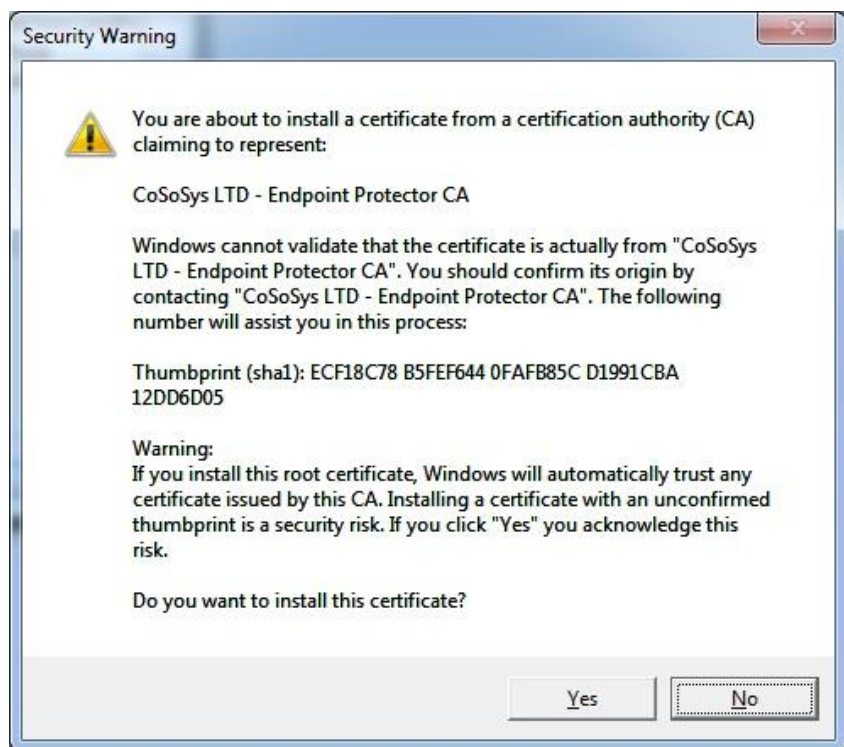 Security Warning
You are about to install a certificate from a certification authority (CA)
claiming to represent:
CoSoSys LTD - Endpoint Protector CA
Windows cannot validate that the certificate is actually from "CoSoSys
LTD - Endpoint Protector CA". You should confirm its origin by
contacting "CoSoSys LTD - Endpoint Protector CA". The following
number will assist you in this process:
Thumbprint (sha1): ECF18C78 B5FEF644 0FAFB85C D1991CBA
12DD6D05
Warning:
If you install this root certificate, Windows will automatically trust any
certificate issued by this CA. Installing a certificate with an unconfirmed
thumbprint is a security risk. If you click "Yes" you acknowledge this
risk.
Do you want to install this certificate?
Yes
No